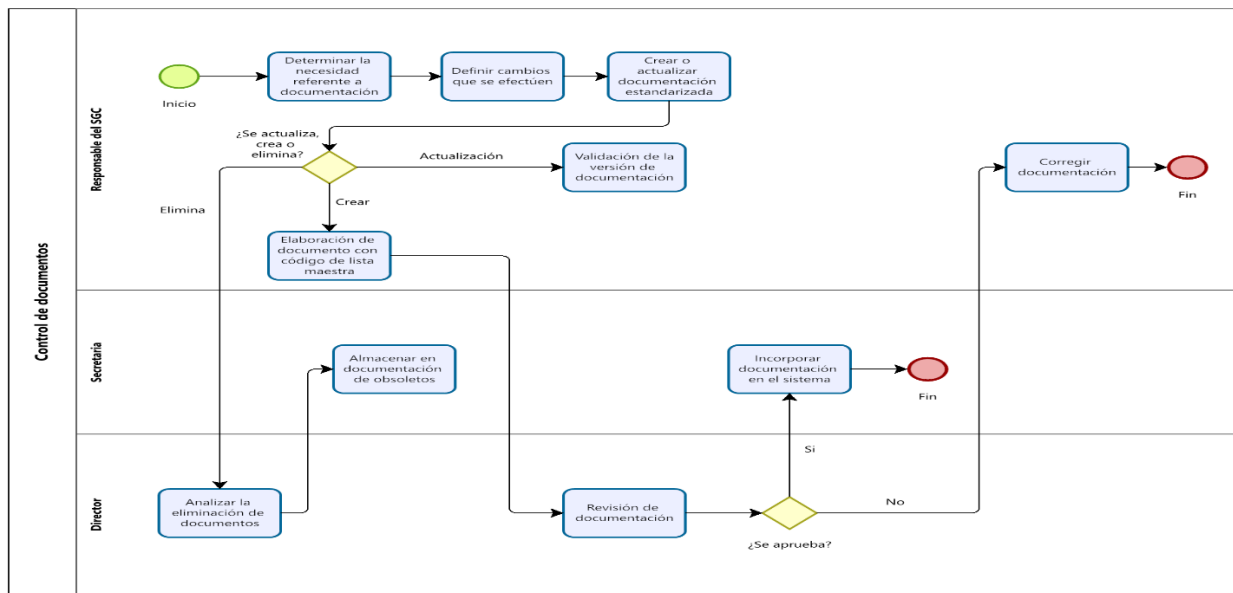 Control de documentos
Responsable del SGC
Inicio
Determinar la
necesidad
referente a
documentación
Definir cambios
que se efectúen
Crear o
actualizar
documentación
estandarizada
¿Se actualiza,
crea o
elimina?
Actualización
Validación de la
versión de
documentación
Corregir
documentación
Fin
Elimina
Crear
Elaboración de
documento con
código de lista
maestra
Secretaria
Almacenar en
documentación
de obsoletos
Incorporar
documentación
en el sistema
Fin
Director
Analizar la
eliminación de
documentos
Revisión de
documentación
¿Se aprueba?
Si
No